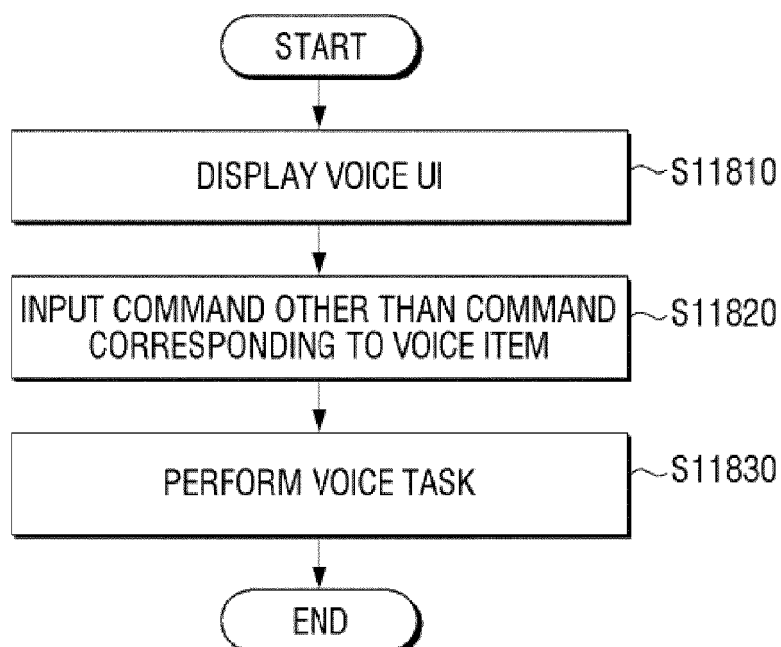 START
DISPLAY VOICE UI
S11810
INPUT COMMAND OTHER THAN COMMAND
CORRESPONDING TO VOICE ITEM
S11820
PERFORM VOICE TASK
S11830
END